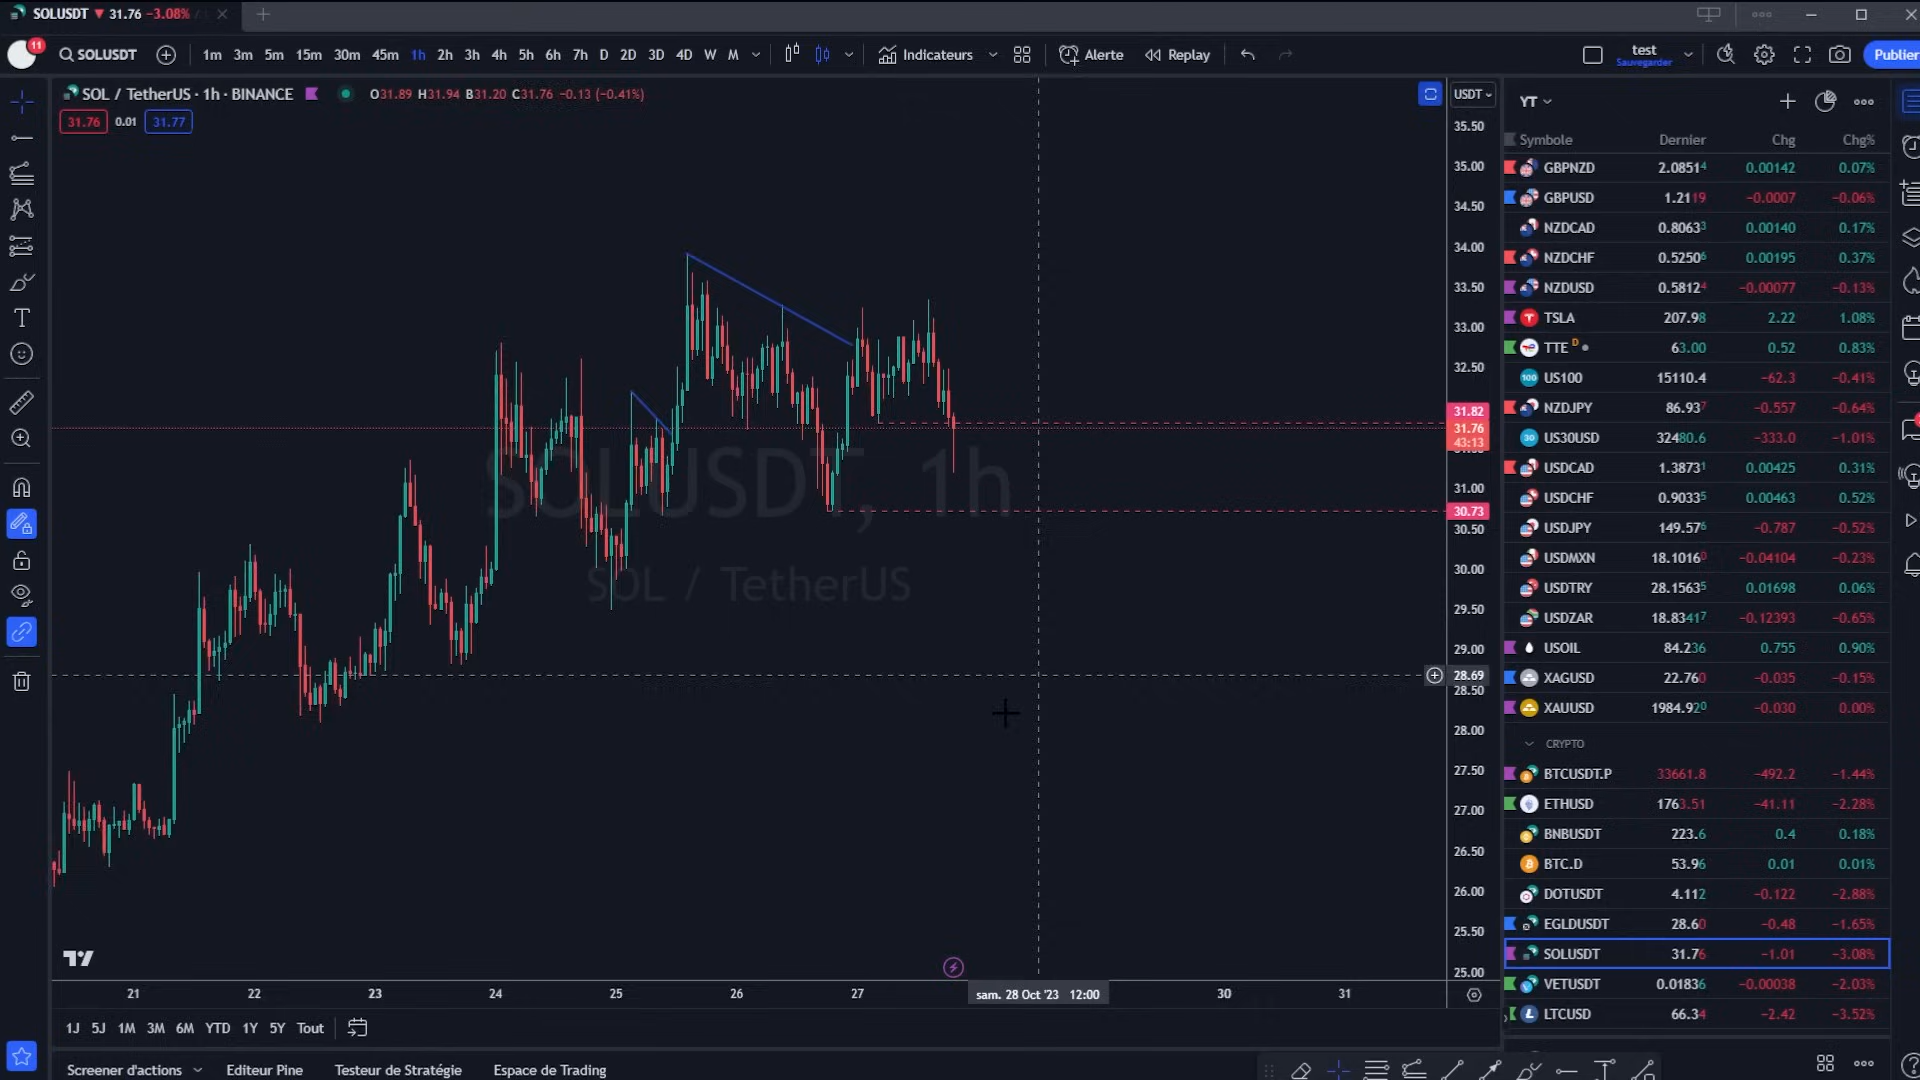 SOLUSDT ▼ 31.76 −3.08%
11
SOLUSDT 1m 3m 5m 15m 30m 45m 1h 2h 3h 4h 5h 6h 7h D 2D 3D 4D W M Indicateurs Alerte Replay test
Sauvegarder
Publier
SOL / TetherUS · 1h · BINANCE O31.89 H31.94 B31.20 C31.76 −0.13 (−0.41%)
31.76 0.01 31.77
USDT
35.50
35.00
34.50
34.00
33.50
33.00
32.50
31.82
31.76
43:13
31.00
30.73
30.50
30.00
29.50
29.00
28.69
28.50
28.00
27.50
27.00
26.50
26.00
25.50
25.00
SOLUSDT, 1h
SOL / TetherUS
21 22 23 24 25 26 27 sam. 28 Oct '23 12:00 30 31
1J 5J 1M 3M 6M YTD 1Y 5Y Tout
Screener d'actions Editeur Pine Testeur de Stratégie Espace de Trading
YT
Symbole Dernier Chg Chg%
GBPNZD 2.08514 0.00142 0.07%
GBPUSD 1.2119 −0.0007 −0.06%
NZDCAD 0.80633 0.00140 0.17%
NZDCHF 0.52506 0.00195 0.37%
NZDUSD 0.58124 −0.00077 −0.13%
TSLA 207.98 2.22 1.08%
TTE D 63.00 0.52 0.83%
100 US100 15110.4 −62.3 −0.41%
NZDJPY 86.937 −0.557 −0.64%
30 US30USD 32480.6 −333.0 −1.01%
USDCAD 1.38731 0.00425 0.31%
USDCHF 0.90335 0.00463 0.52%
USDJPY 149.576 −0.787 −0.52%
USDMXN 18.10160 −0.04104 −0.23%
USDTRY 28.15635 0.01698 0.06%
USDZAR 18.83417 −0.12393 −0.65%
USOIL 84.236 0.755 0.90%
XAGUSD 22.760 −0.035 −0.15%
XAUUSD 1984.920 −0.030 0.00%
CRYPTO
BTCUSDT.P 33661.8 −492.2 −1.44%
ETHUSD 1763.51 −41.11 −2.28%
BNBUSDT 223.6 0.4 0.18%
BTC.D 53.96 0.01 0.01%
DOTUSDT 4.112 −0.122 −2.88%
EGLDUSDT 28.60 −0.48 −1.65%
SOLUSDT 31.76 −1.01 −3.08%
VETUSDT 0.01836 −0.00038 −2.03%
LTCUSD 66.34 −2.42 −3.52%